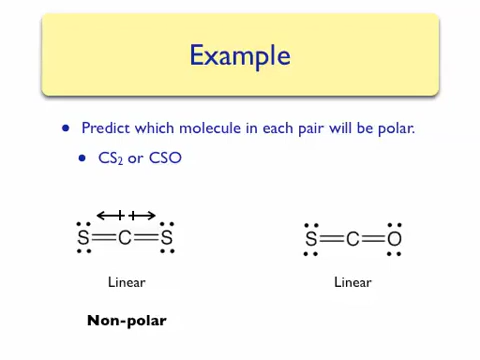 Example
• Predict which molecule in each pair will be polar.
• CS₂ or CSO
S=C=S
S=C=O
Linear
Linear
Non-polar